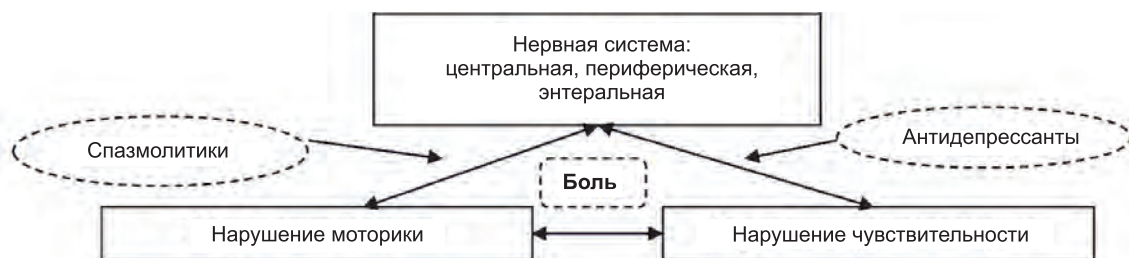 Нервная система:
центральная, периферическая,
энтеральная
Спазмолитики
Антидепрессанты
Боль
Нарушение моторики
Нарушение чувствительности